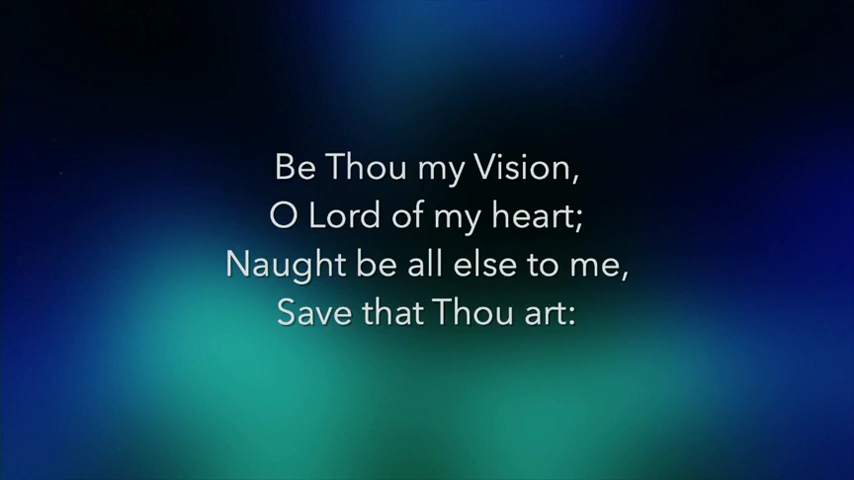 Be Thou my Vision,
O Lord of my heart;
Naught be all else to me,
Save that Thou art: